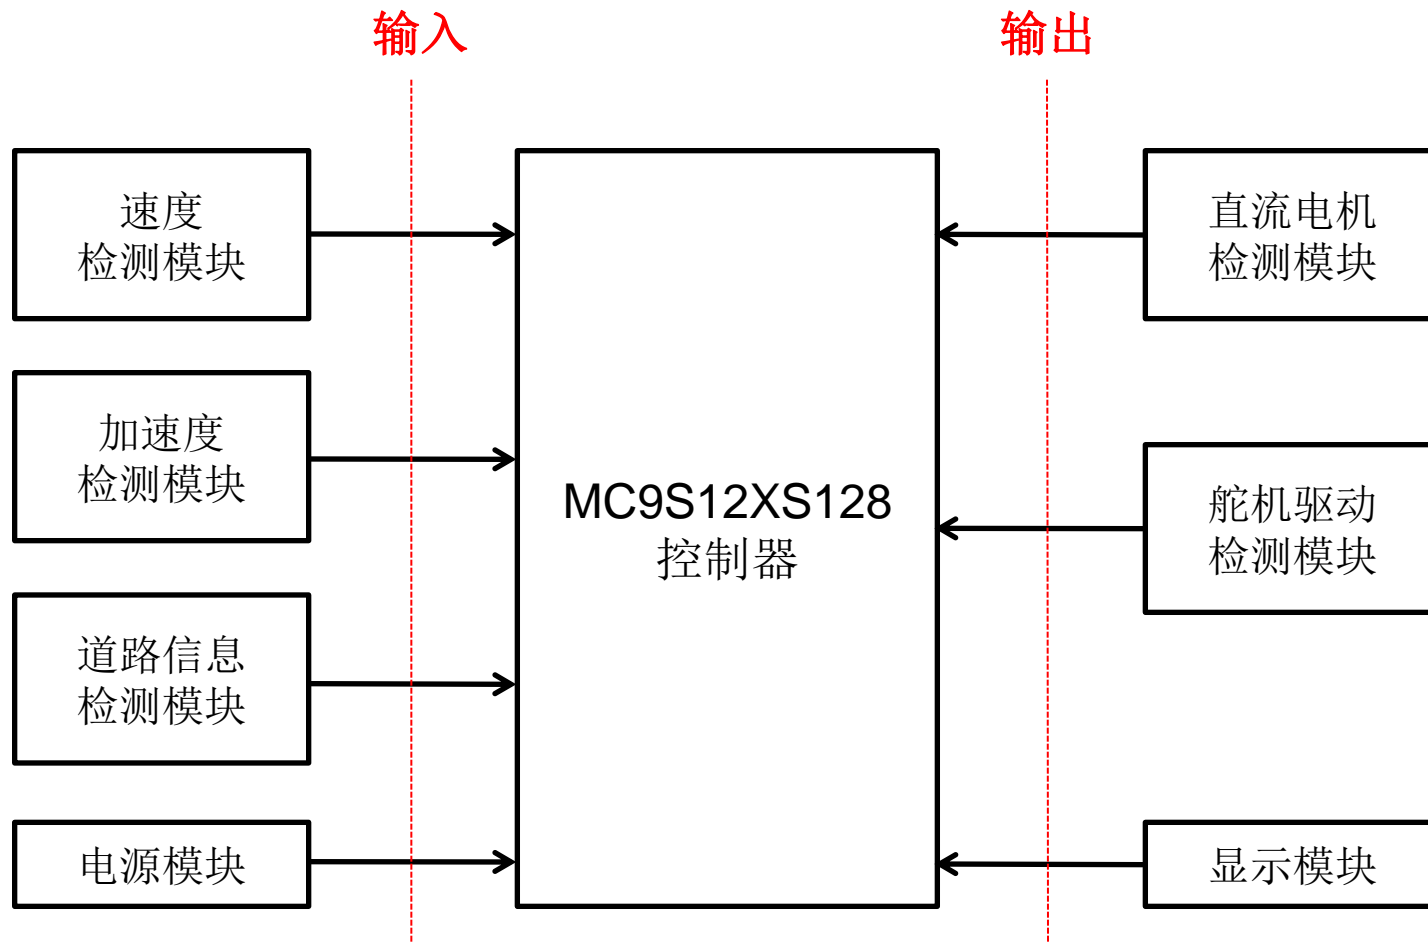 输入
输出
速度
检测模块
加速度
检测模块
道路信息
检测模块
电源模块
MC9S12XS128
控制器
直流电机
检测模块
舵机驱动
检测模块
显示模块